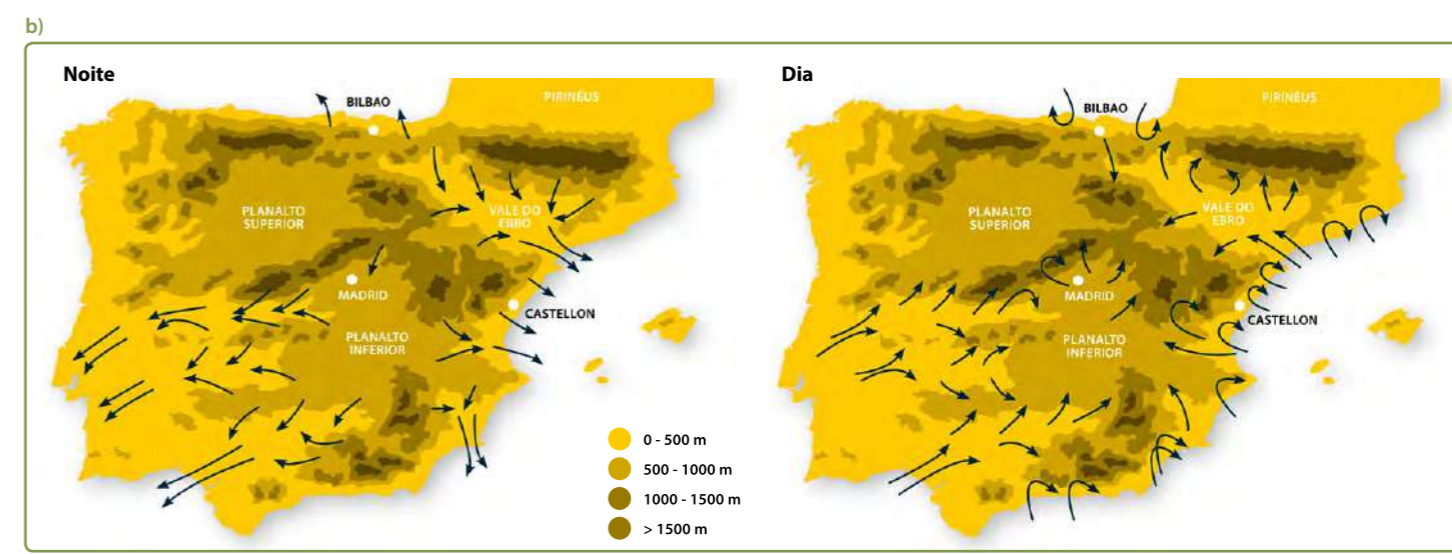 b)
Noite
BILBAO
PIRINÉUS
PLANALTO
SUPERIOR
VALE DO
EBRO
MADRID
CASTELLON
PLANALTO
INFERIOR
0 - 500 m
500 - 1000 m
1000 - 1500 m
> 1500 m
Dia
BILBAO
PIRINÉUS
PLANALTO
SUPERIOR
VALE DO
EBRO
MADRID
CASTELLON
PLANALTO
INFERIOR